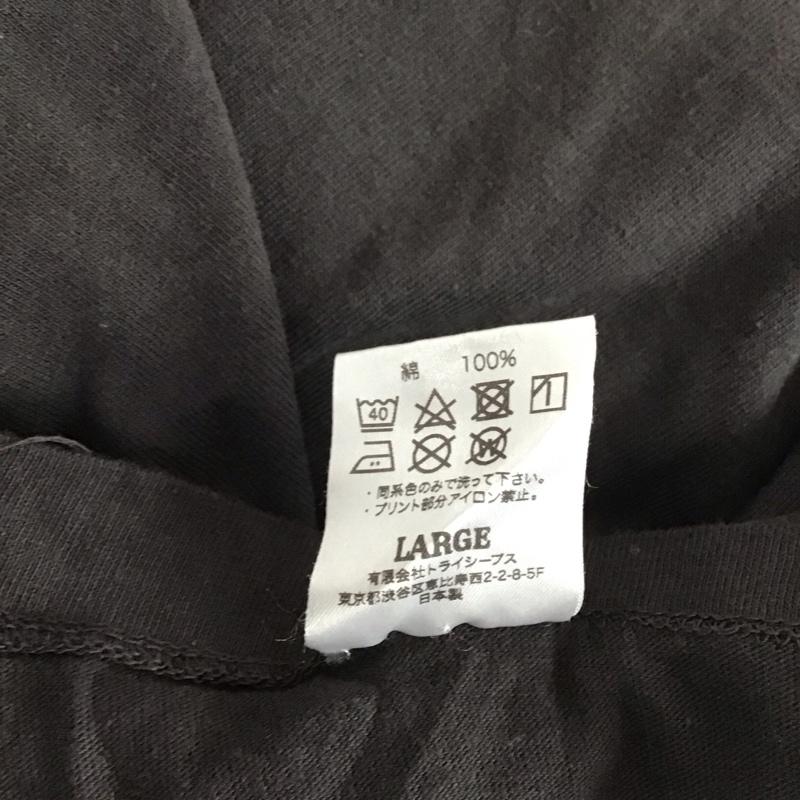 綿 100%
40
W
・同系色のみで洗って下さい。
・プリント部分アイロン禁止。
LARGE
有限会社トライシープス
東京都渋谷区恵比寿西2-2-8-5F
日本製